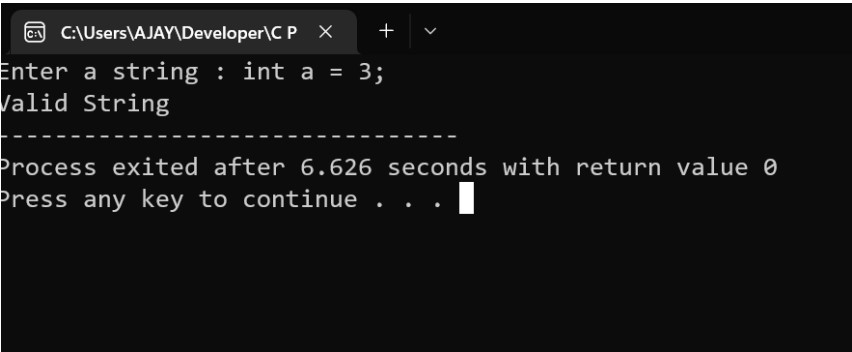 C:\Users\AJAY\Developer\C P
Enter a string : int a = 3;
Valid String
--------------------------------
Process exited after 6.626 seconds with return value 0
Press any key to continue . . .